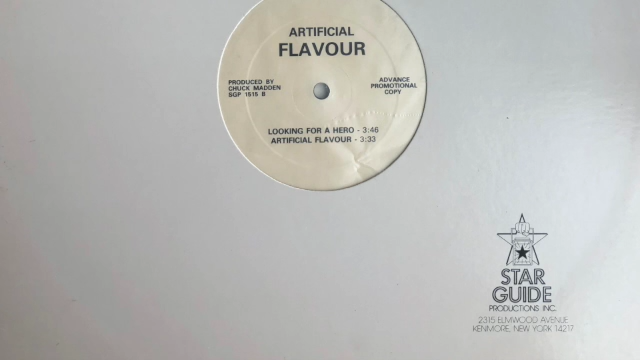 ARTIFICIAL
FLAVOUR
PRODUCED BY
CHUCK MADDEN
SGP 1515 B
ADVANCE
PROMOTIONAL
COPY
LOOKING FOR A HERO - 3:46
ARTIFICIAL FLAVOUR - 3:33
STAR
GUIDE
PRODUCTIONS INC.
2315 ELMWOOD AVENUE
KENMORE, NEW YORK 14217